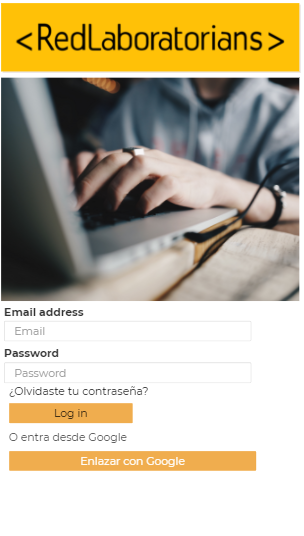 <RedLaboratorians>
Email address
Email
Password
Password
¿Olvidaste tu contraseña?
Log in
O entra desde Google
Enlazar con Google